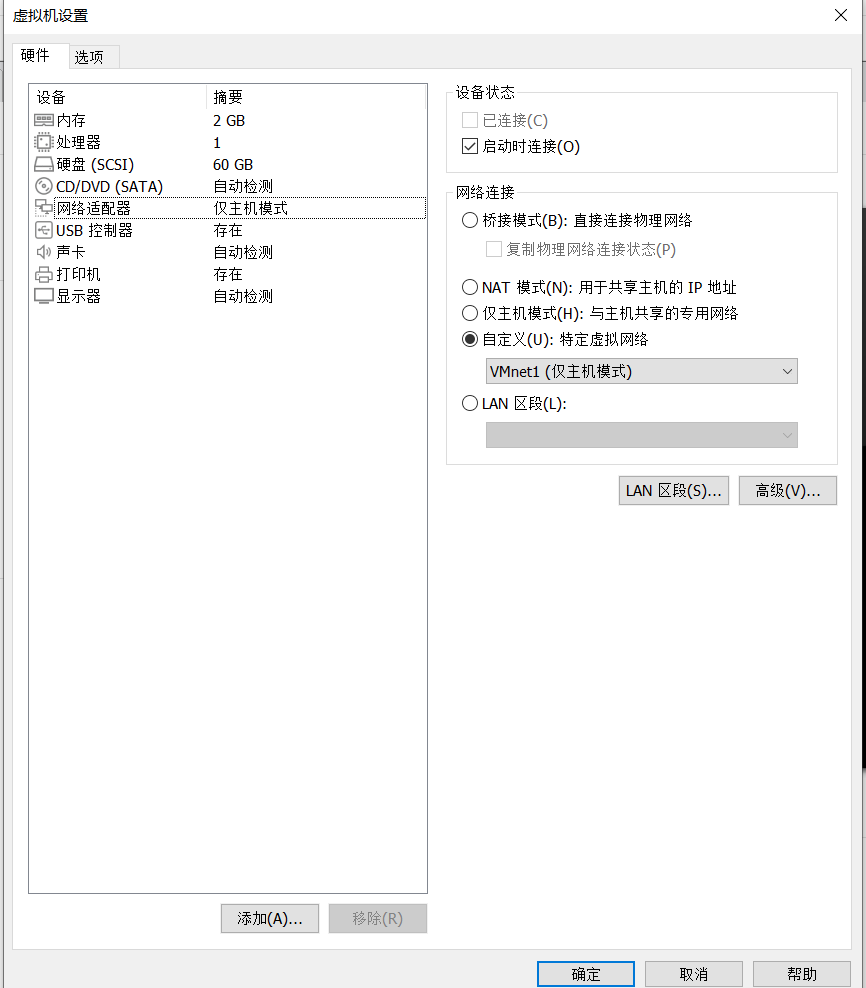 虚拟机设置
硬件 选项
设备 摘要
内存 2 GB
处理器 1
硬盘 (SCSI) 60 GB
CD/DVD (SATA) 自动检测
网络适配器 仅主机模式
USB 控制器 存在
声卡 自动检测
打印机 存在
显示器 自动检测
添加(A)... 移除(R)
设备状态
已连接(C)
启动时连接(O)
网络连接
桥接模式(B): 直接连接物理网络
复制物理网络连接状态(P)
NAT 模式(N): 用于共享主机的 IP 地址
仅主机模式(H): 与主机共享的专用网络
自定义(U): 特定虚拟网络
VMnet1 (仅主机模式)
LAN 区段(L):
LAN 区段(S)... 高级(V)...
确定 取消 帮助